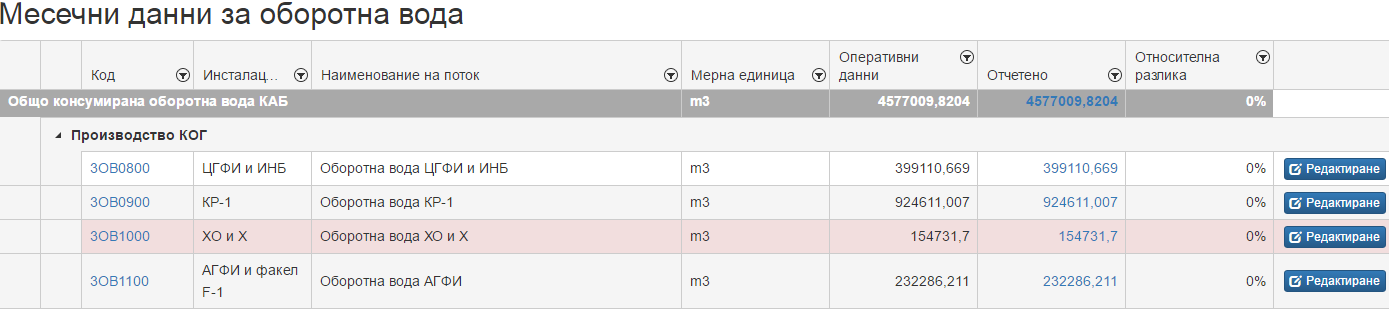 Месечни данни за оборотна вода
Код Инсталац... Наименование на поток Мерна единица Оперативни данни Отчетено Относителна разлика
Общо консумирана оборотна вода КАБ m3 4577009,8204 4577009,8204 0%
Производство КОГ
3ОВ0800 ЦГФИ и ИНБ Оборотна вода ЦГФИ и ИНБ m3 399110,669 399110,669 0% Редактиране
3ОВ0900 КР-1 Оборотна вода КР-1 m3 924611,007 924611,007 0% Редактиране
3ОВ1000 ХО и Х Оборотна вода ХО и Х m3 154731,7 154731,7 0% Редактиране
3ОВ1100 АГФИ и факел F-1 Оборотна вода АГФИ m3 232286,211 232286,211 0% Редактиране